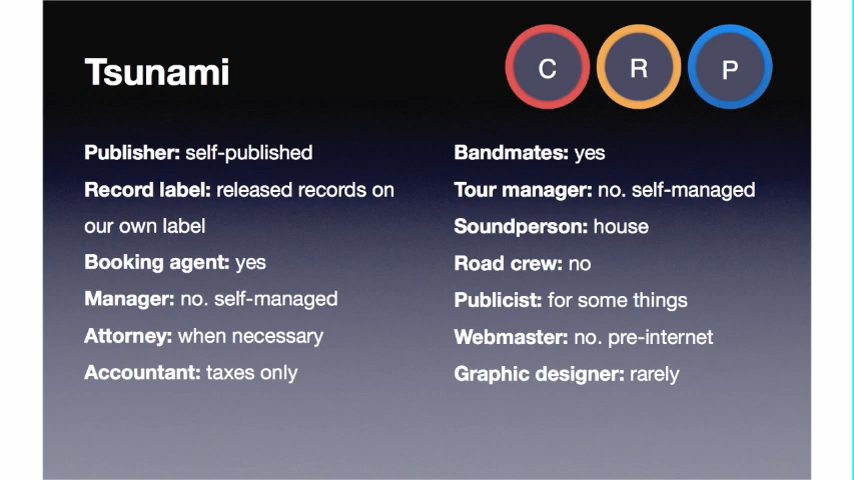 Tsunami
C
R
P
Publisher: self-published
Record label: released records on
our own label
Booking agent: yes
Manager: no. self-managed
Attorney: when necessary
Accountant: taxes only
Bandmates: yes
Tour manager: no. self-managed
Soundperson: house
Road crew: no
Publicist: for some things
Webmaster: no. pre-internet
Graphic designer: rarely